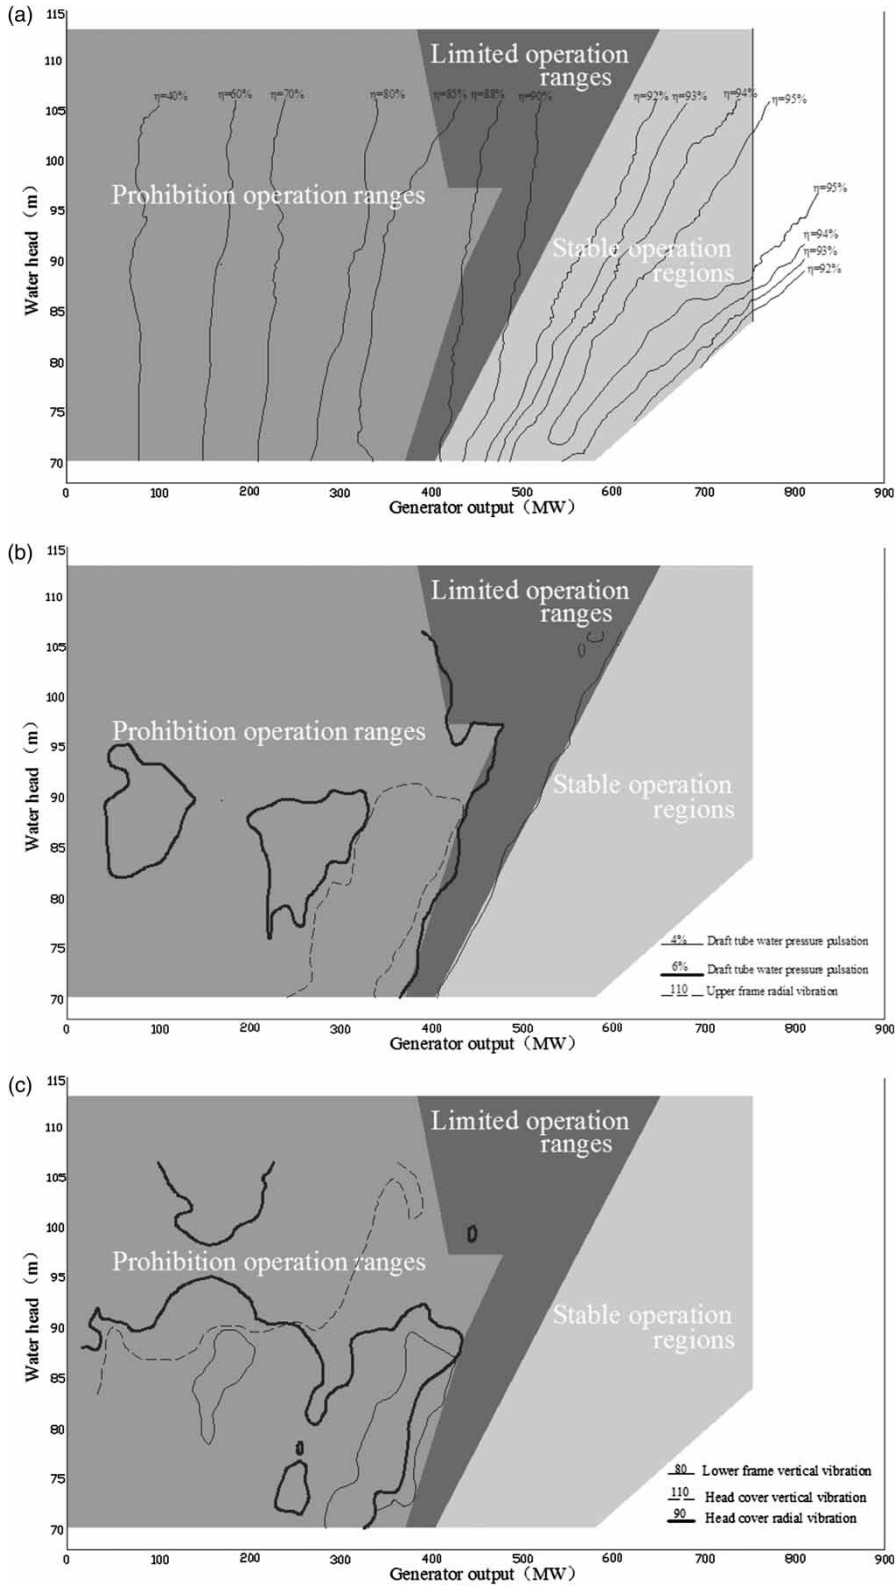 (a)
115
110
105
100
95
90
85
80
75
70
Water head (m)
Limited operation
ranges
η=40%
η=60%
η=70%
η=80%
η=85%
η=88%
η=90%
η=92%
η=93%
η=94%
η=95%
Prohibition operation ranges
η=95%
Stable operation
regions
η=94%
η=93%
η=92%
0
100
200
300
400
500
600
700
800
900
Generator output (MW)
(b)
115
110
105
100
95
90
85
80
75
70
Water head (m)
Limited operation
ranges
Prohibition operation ranges
Stable operation
regions
4% Draft tube water pressure pulsation
6% Draft tube water pressure pulsation
110 Upper frame radial vibration
0
100
200
300
400
500
600
700
800
900
Generator output (MW)
(c)
115
110
105
100
95
90
85
80
75
70
Water head (m)
Limited operation
ranges
Prohibition operation ranges
Stable operation
regions
80 Lower frame vertical vibration
110 Head cover vertical vibration
90 Head cover radial vibration
0
100
200
300
400
500
600
700
800
900
Generator output (MW)